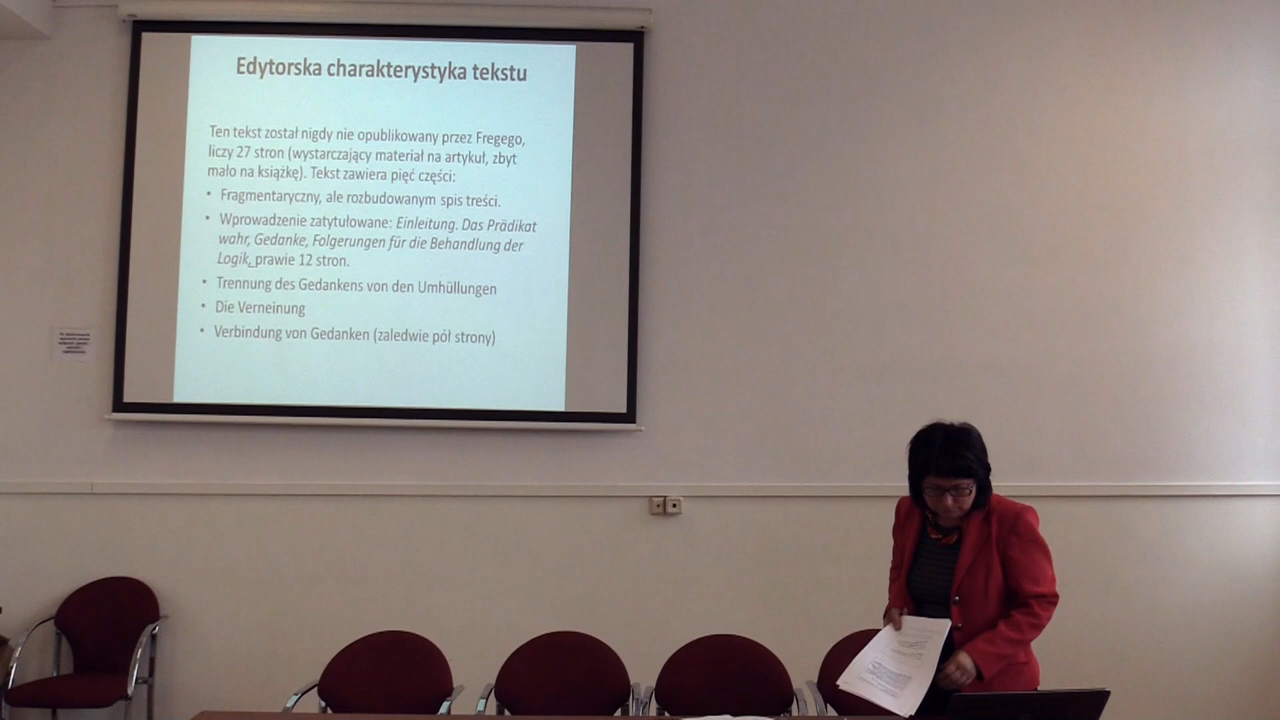 Edytorska charakterystyka tekstu
Ten tekst został nigdy nie opublikowany przez Fregego,
liczy 27 stron (wystarczający materiał na artykuł, zbyt
mało na książkę). Tekst zawiera pięć części:
• Fragmentaryczny, ale rozbudowanym spis treści.
• Wprowadzenie zatytułowane: Einleitung. Das Prädikat
wahr, Gedanke, Folgerungen für die Behandlung der
Logik, prawie 12 stron.
• Trennung des Gedankens von den Umhüllungen
• Die Verneinung
• Verbindung von Gedanken (zaledwie pół strony)